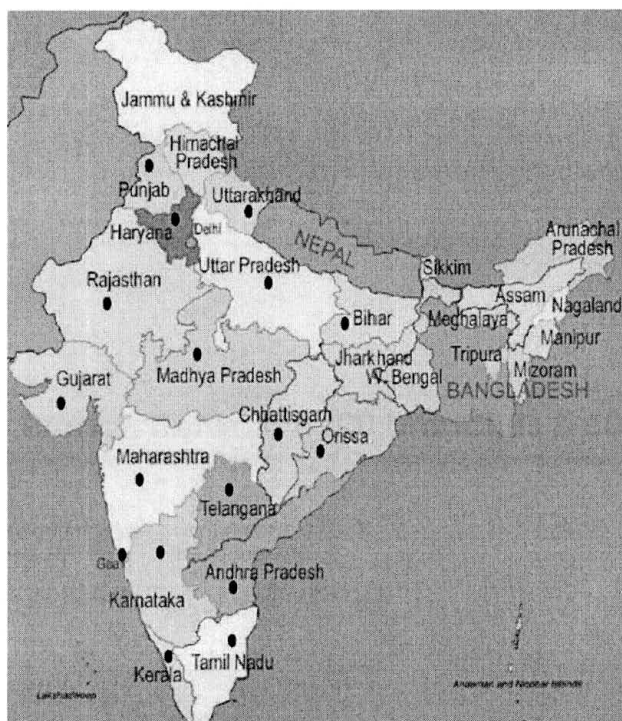 Jammu & Kashmir
Himachal
Pradesh
Punjab
Uttarakhand
Haryana
Delhi
NEPAL
Arunachal
Pradesh
Sikkim
Rajasthan
Uttar Pradesh
Assam
Nagaland
Bihar
Meghalaya
Manipur
Jharkhand
Tripura
Mizoram
Gujarat
Madhya Pradesh
W. Bengal
BANGLADESH
Chhattisgarh
Orissa
Maharashtra
Telangana
Goa
Andhra Pradesh
Karnataka
Kerala
Tamil Nadu
Lakshadweep
Andaman and Nicobar Islands